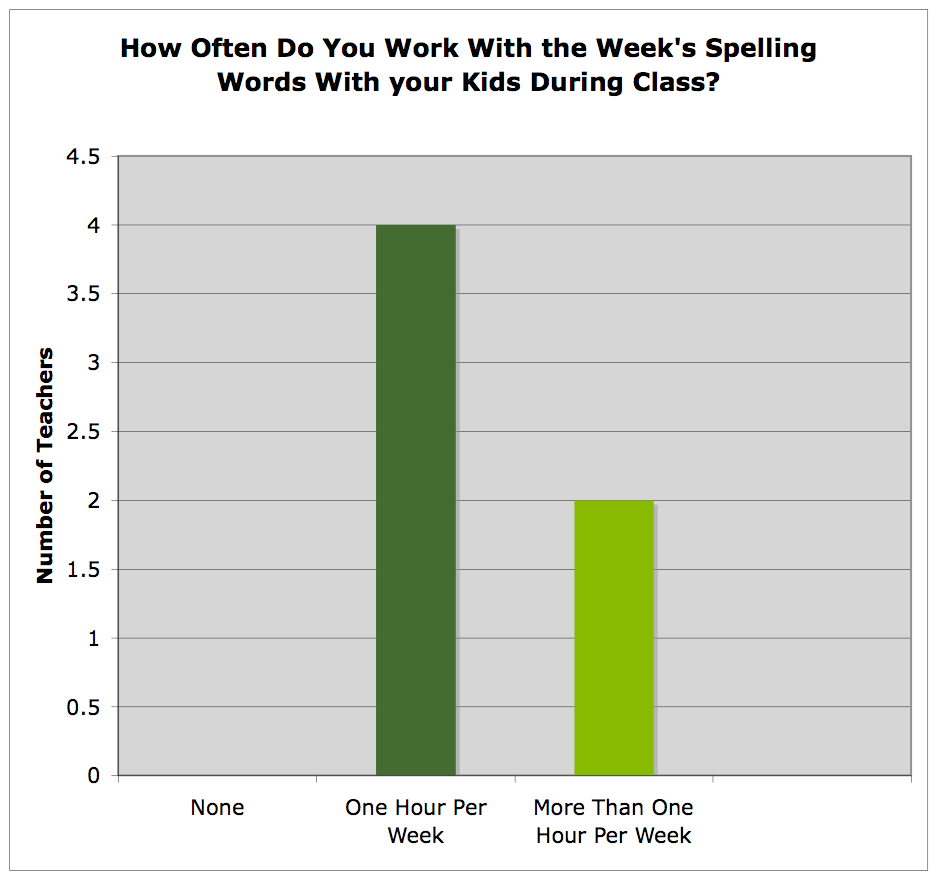 How Often Do You Work With the Week's Spelling
Words With your Kids During Class?
4.5
4
3.5
3
2.5
2
1.5
1
0.5
0
Number of Teachers
None
One Hour Per
Week
More Than One
Hour Per Week